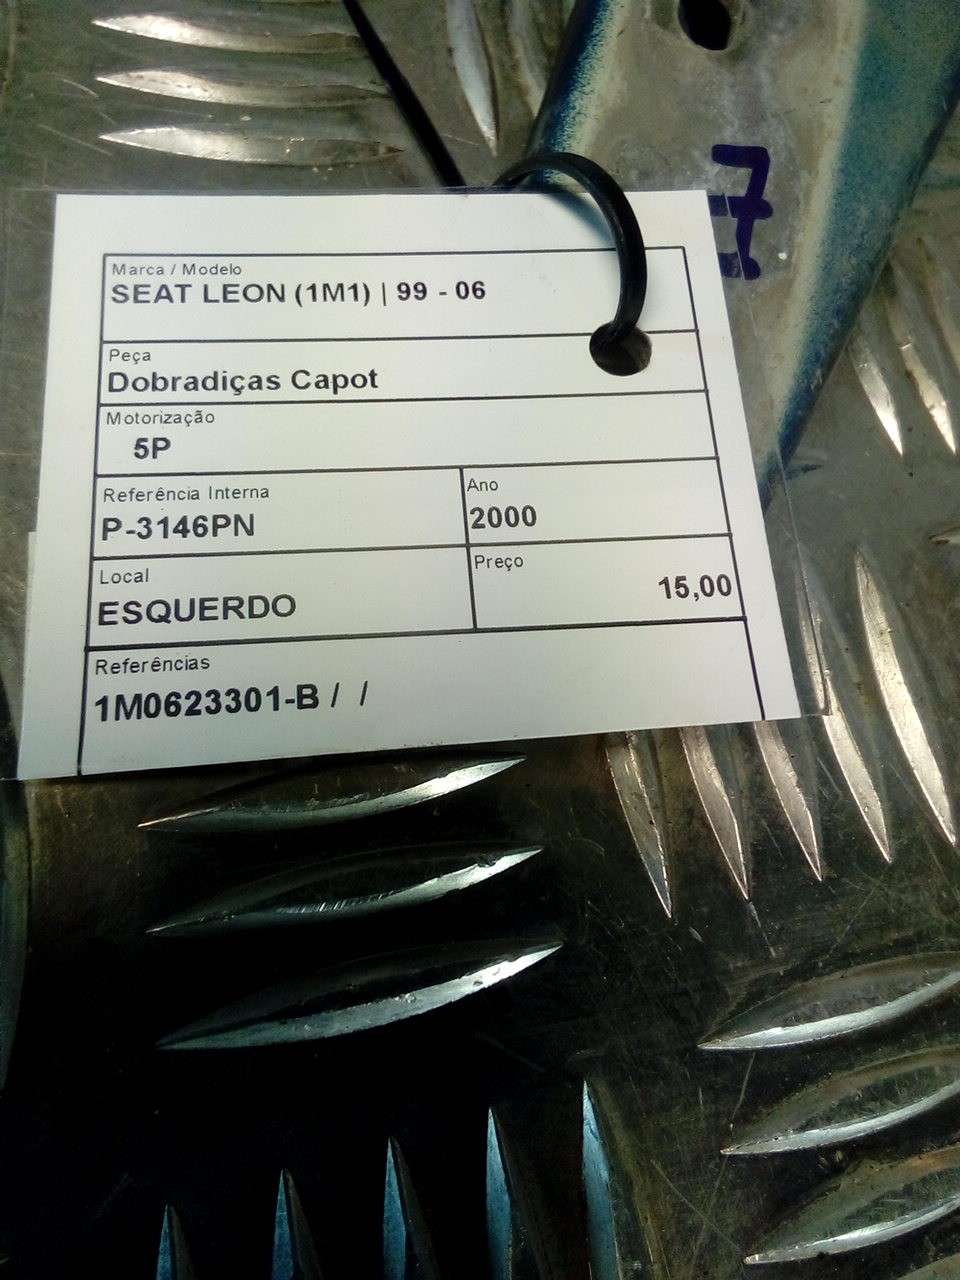 Marca / Modelo
SEAT LEON (1M1) | 99 - 06
Peça
Dobradiças Capot
Motorização
5P
Referência Interna
P-3146PN
Ano
2000
Local
ESQUERDO
Preço
15,00
Referências
1M0623301-B / /